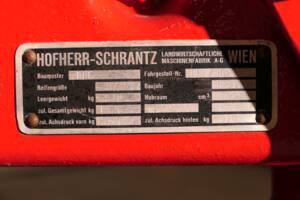 HOFHERR-SCHRANTZ LANDWIRTSCHAFTLICHE MASCHINENFABRIK A-G WIEN
Baumuster Fahrgestell-Nr.
Reifengröße Baujahr
Leergewicht kg Hubraum cm³
zul. Gesamtgewicht kg
zul. Achsdruck vorn kg zul. Achsdruck hinten kg